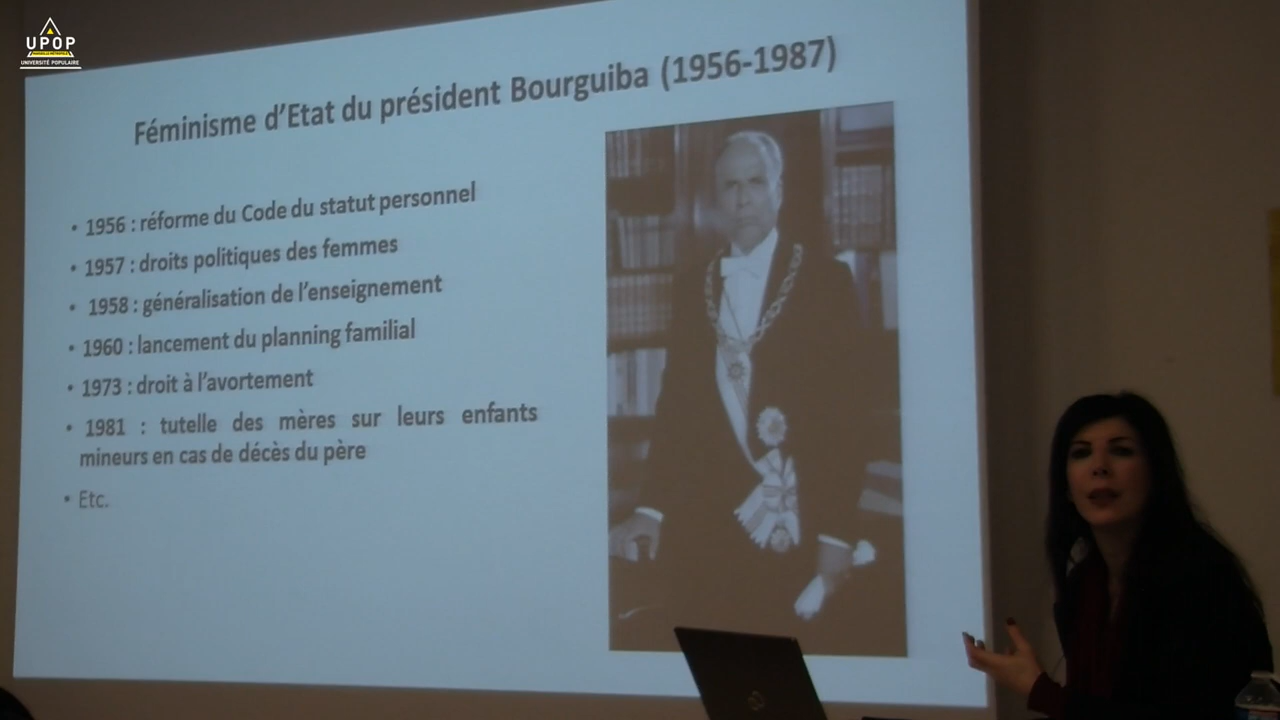 UPOP
UNIVERSITÉ POPULAIRE
Féminisme d'Etat du président Bourguiba (1956-1987)
• 1956 : réforme du Code du statut personnel
• 1957 : droits politiques des femmes
• 1958 : généralisation de l'enseignement
• 1960 : lancement du planning familial
• 1973 : droit à l'avortement
• 1981 : tutelle des mères sur leurs enfants
mineurs en cas de décès du père
• Etc.